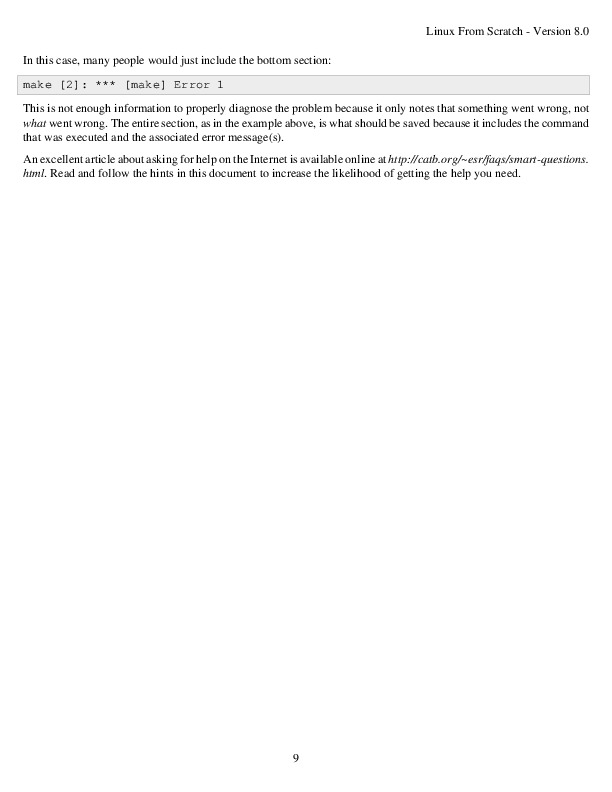 Linux From Scratch - Version 8.0
In this case, many people would just include the bottom section:
make [2]: *** [make] Error 1
This is not enough information to properly diagnose the problem because it only notes that something went wrong, not
what went wrong. The entire section, as in the example above, is what should be saved because it includes the command
that was executed and the associated error message(s).
An excellent article about asking for help on the Internet is available online at http://catb.org/~esr/faqs/smart-questions.
html. Read and follow the hints in this document to increase the likelihood of getting the help you need.
9